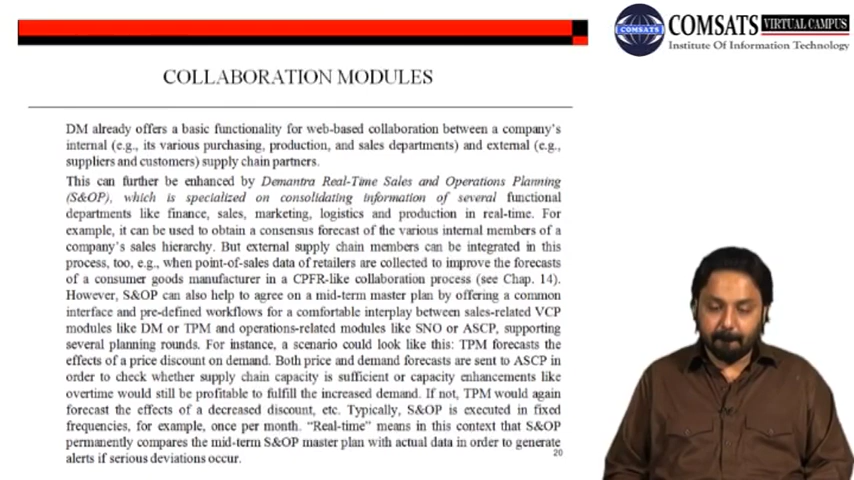 COMSATS VIRTUAL CAMPUS
COMSATS
Institute Of Information Technology
COLLABORATION MODULES
DM already offers a basic functionality for web-based collaboration between a company's
internal (e.g., its various purchasing, production, and sales departments) and external (e.g.,
suppliers and customers) supply chain partners.
This can further be enhanced by Demantra Real-Time Sales and Operations Planning
(S&OP), which is specialized on consolidating information of several functional
departments like finance, sales, marketing, logistics and production in real-time. For
example, it can be used to obtain a consensus forecast of the various internal members of a
company's sales hierarchy. But external supply chain members can be integrated in this
process, too, e.g., when point-of-sales data of retailers are collected to improve the forecasts
of a consumer goods manufacturer in a CPFR-like collaboration process (see Chap. 14).
However, S&OP can also help to agree on a mid-term master plan by offering a common
interface and pre-defined workflows for a comfortable interplay between sales-related VCP
modules like DM or TPM and operations-related modules like SNO or ASCP, supporting
several planning rounds. For instance, a scenario could look like this: TPM forecasts the
effects of a price discount on demand. Both price and demand forecasts are sent to ASCP in
order to check whether supply chain capacity is sufficient or capacity enhancements like
overtime would still be profitable to fulfill the increased demand. If not, TPM would again
forecast the effects of a decreased discount, etc. Typically, S&OP is executed in fixed
frequencies, for example, once per month. “Real-time” means in this context that S&OP
permanently compares the mid-term S&OP master plan with actual data in order to generate
alerts if serious deviations occur.
20